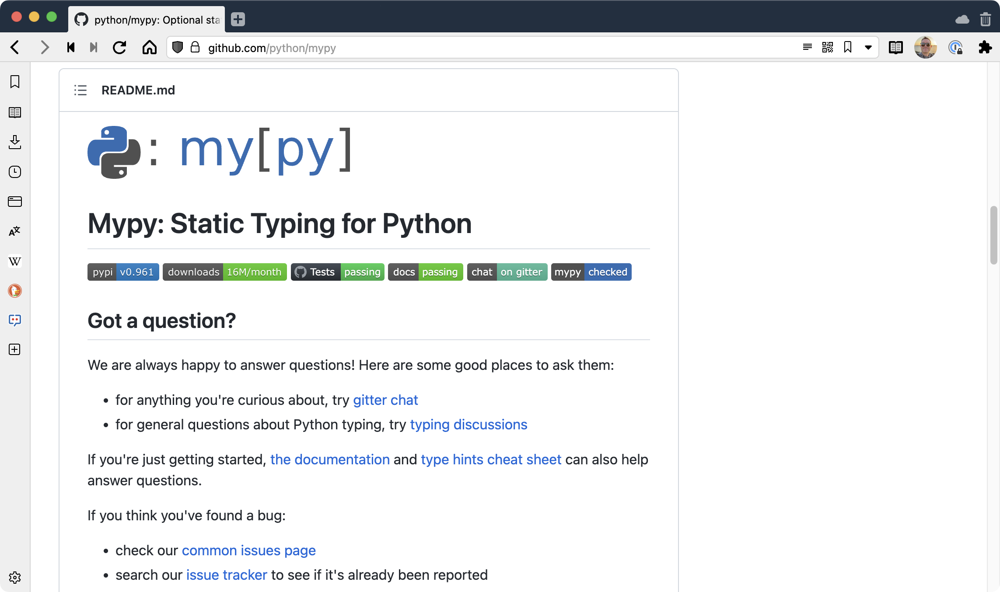 python/mypy: Optional sta
github.com/python/mypy
README.md
: my[py]
Mypy: Static Typing for Python
pypi v0.961 downloads 16M/month Tests passing docs passing chat on gitter mypy checked
Got a question?
We are always happy to answer questions! Here are some good places to ask them:
• for anything you're curious about, try gitter chat
• for general questions about Python typing, try typing discussions
If you're just getting started, the documentation and type hints cheat sheet can also help
answer questions.
If you think you've found a bug:
• check our common issues page
• search our issue tracker to see if it's already been reported